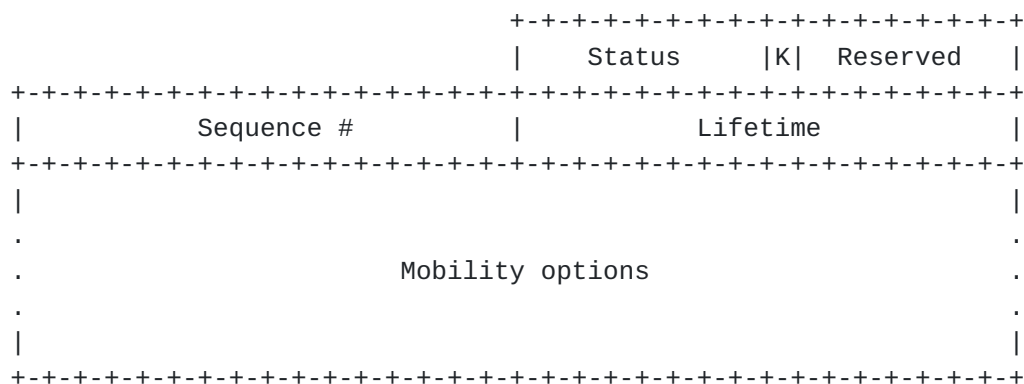 +-+-+-+-+-+-+-+-+-+-+-+-+-+-+-+-+
|    Status     |K|  Reserved   |
+-+-+-+-+-+-+-+-+-+-+-+-+-+-+-+-+-+-+-+-+-+-+-+-+-+-+-+-+-+-+-+-+
|           Sequence #          |           Lifetime            |
+-+-+-+-+-+-+-+-+-+-+-+-+-+-+-+-+-+-+-+-+-+-+-+-+-+-+-+-+-+-+-+-+
|                                                               |
.                                                               .
.                        Mobility options                       .
.                                                               .
|                                                               |
+-+-+-+-+-+-+-+-+-+-+-+-+-+-+-+-+-+-+-+-+-+-+-+-+-+-+-+-+-+-+-+-+